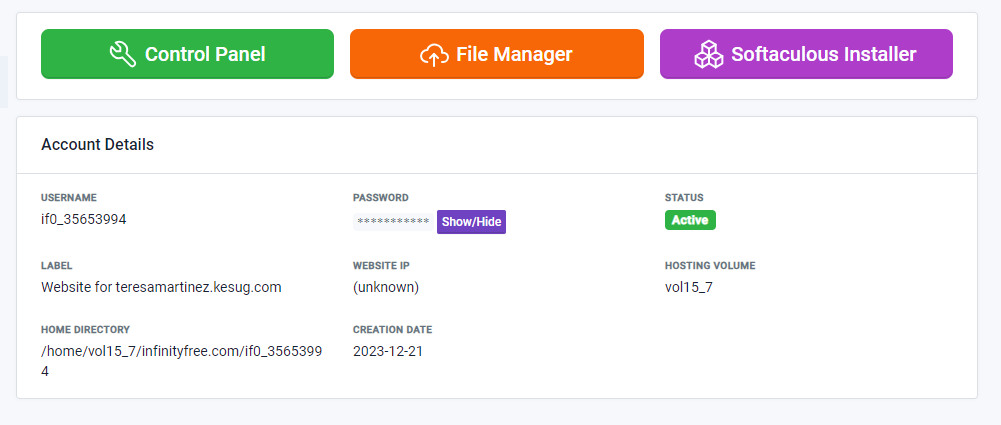 Control Panel
File Manager
Softaculous Installer
Account Details
USERNAME
if0_35653994
PASSWORD
*********** Show/Hide
STATUS
Active
LABEL
Website for teresamartinez.kesug.com
WEBSITE IP
(unknown)
HOSTING VOLUME
vol15_7
HOME DIRECTORY
/home/vol15_7/infinityfree.com/if0_3565399
4
CREATION DATE
2023-12-21